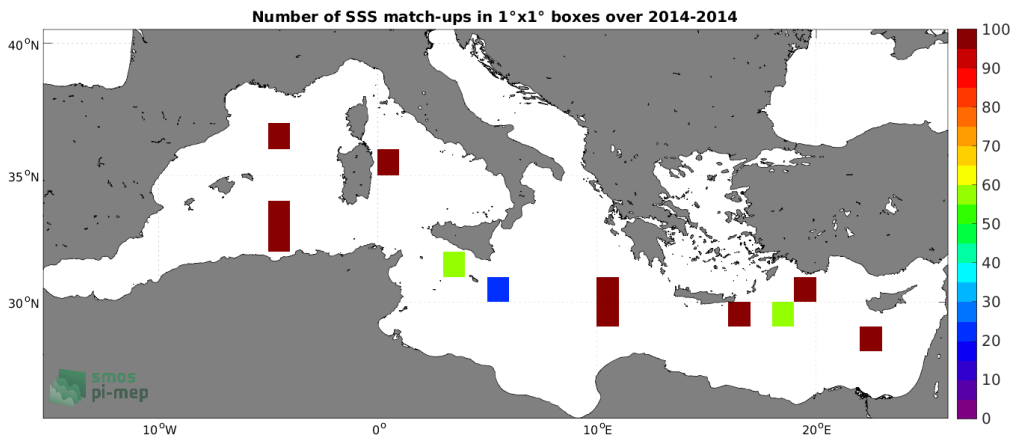 Number of SSS match-ups in 1°x1° boxes over 2014-2014
40°N
35°N
30°N
10°W
0°
10°E
20°E
100
90
80
70
60
50
40
30
20
10
0
smos
pi-mep